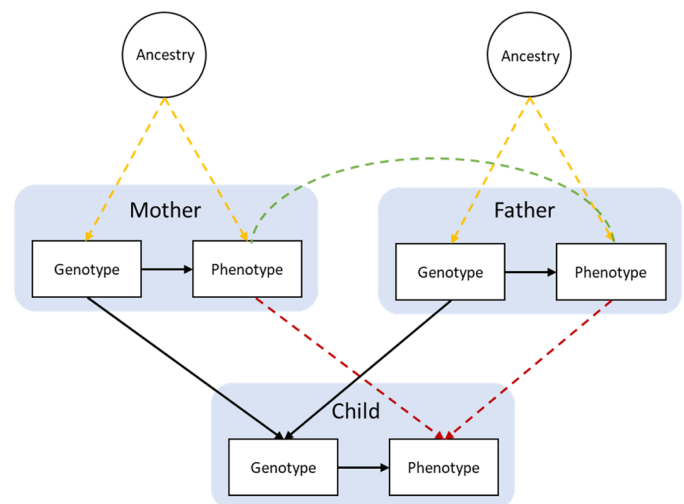 Ancestry
Ancestry
Mother
Father
Genotype
Phenotype
Genotype
Phenotype
Child
Genotype
Phenotype